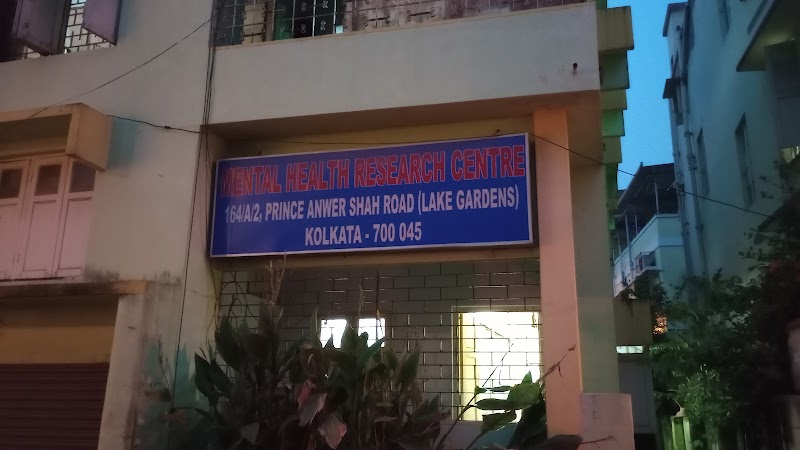 MENTAL HEALTH RESEARCH CENTRE
164/A/2, PRINCE ANWER SHAH ROAD (LAKE GARDENS)
KOLKATA - 700 045